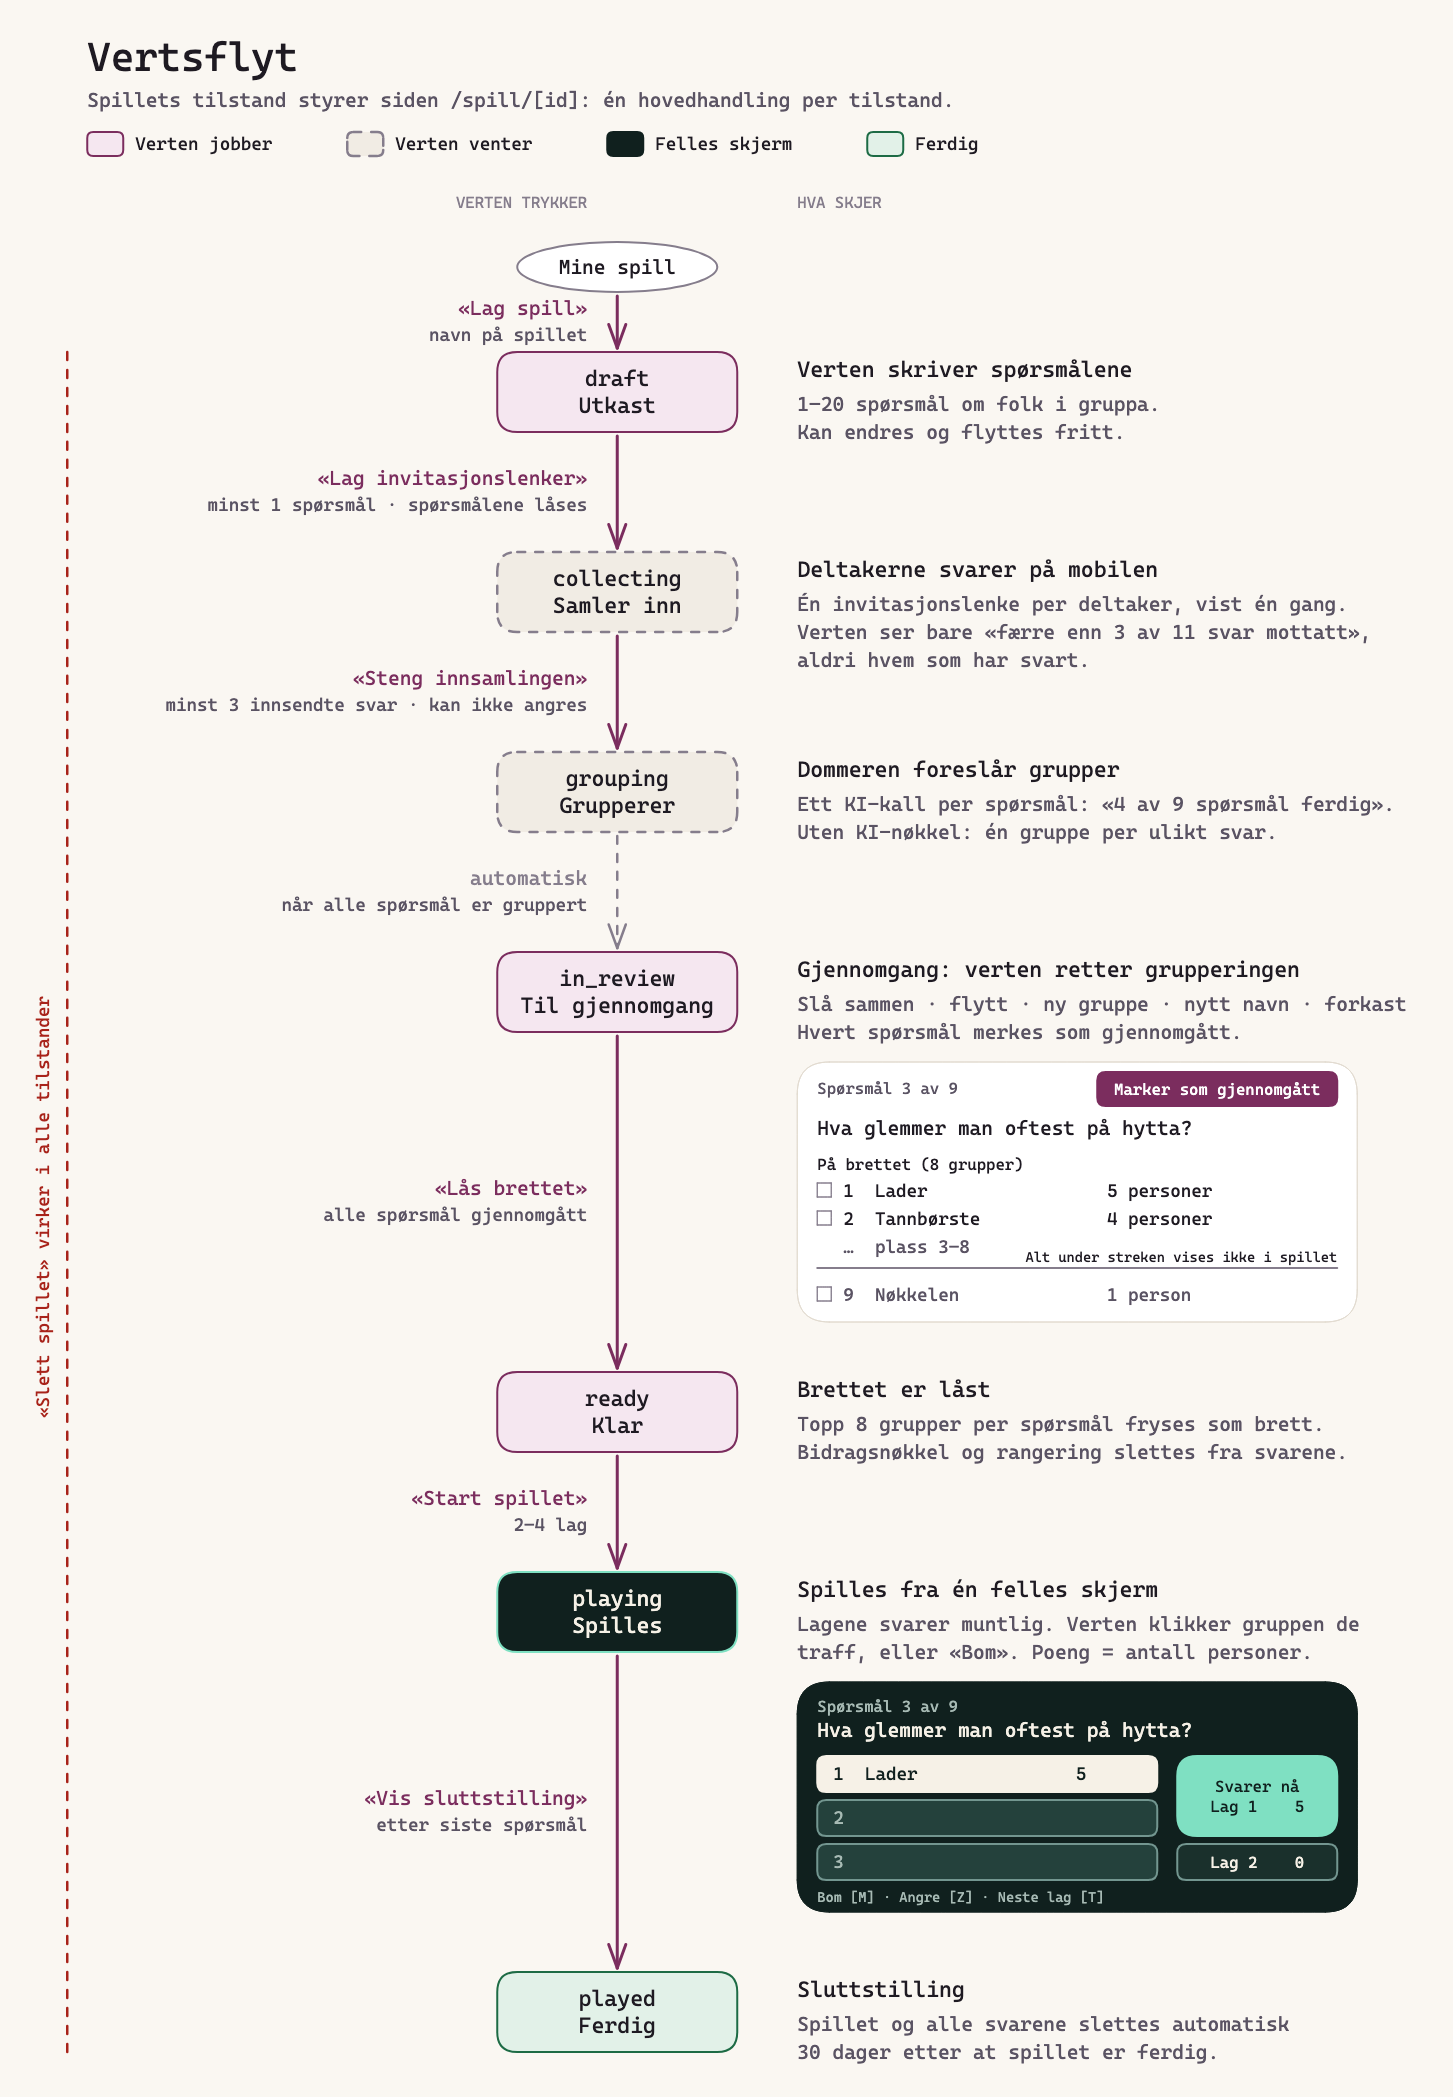 Vertsflyt
Spillets tilstand styrer siden /spill/[id]: én hovedhandling per tilstand.
Verten jobber
Verten venter
Felles skjerm
Ferdig
VERTEN TRYKKER
HVA SKJER
Mine spill
«Lag spill»
navn på spillet
draft
Utkast
Verten skriver spørsmålene
1–20 spørsmål om folk i gruppa.
Kan endres og flyttes fritt.
«Lag invitasjonslenker»
minst 1 spørsmål · spørsmålene låses
collecting
Samler inn
Deltakerne svarer på mobilen
Én invitasjonslenke per deltaker, vist én gang.
Verten ser bare «færre enn 3 av 11 svar mottatt»,
aldri hvem som har svart.
«Steng innsamlingen»
minst 3 innsendte svar · kan ikke angres
grouping
Grupperer
Dommeren foreslår grupper
Ett KI-kall per spørsmål: «4 av 9 spørsmål ferdig».
Uten KI-nøkkel: én gruppe per ulikt svar.
automatisk
når alle spørsmål er gruppert
in_review
Til gjennomgang
Gjennomgang: verten retter grupperingen
Slå sammen · flytt · ny gruppe · nytt navn · forkast
Hvert spørsmål merkes som gjennomgått.
Spørsmål 3 av 9
Marker som gjennomgått
Hva glemmer man oftest på hytta?
På brettet (8 grupper)
1 Lader 5 personer
2 Tannbørste 4 personer
… plass 3–8
Alt under streken vises ikke i spillet
9 Nøkkelen 1 person
«Lås brettet»
alle spørsmål gjennomgått
«Slett spillet» virker i alle tilstander
ready
Klar
Brettet er låst
Topp 8 grupper per spørsmål fryses som brett.
Bidragsnøkkel og rangering slettes fra svarene.
«Start spillet»
2–4 lag
playing
Spilles
Spilles fra én felles skjerm
Lagene svarer muntlig. Verten klikker gruppen de
traff, eller «Bom». Poeng = antall personer.
Spørsmål 3 av 9
Hva glemmer man oftest på hytta?
1 Lader 5
2
3
Svarer nå
Lag 1 5
Lag 2 0
Bom [M] · Angre [Z] · Neste lag [T]
«Vis sluttstilling»
etter siste spørsmål
played
Ferdig
Sluttstilling
Spillet og alle svarene slettes automatisk
30 dager etter at spillet er ferdig.